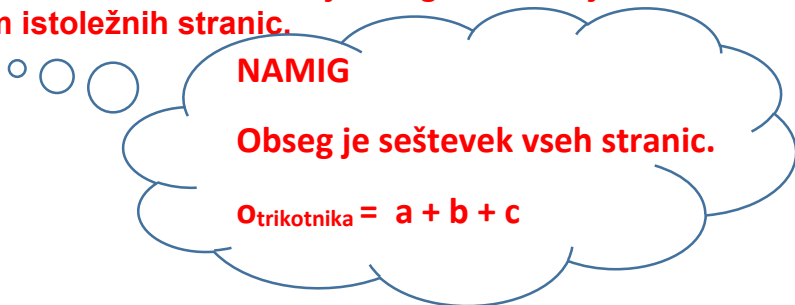 m istoležnih stranic.
NAMIG
Obseg je seštevek vseh stranic.
otrikotnika = a + b + c